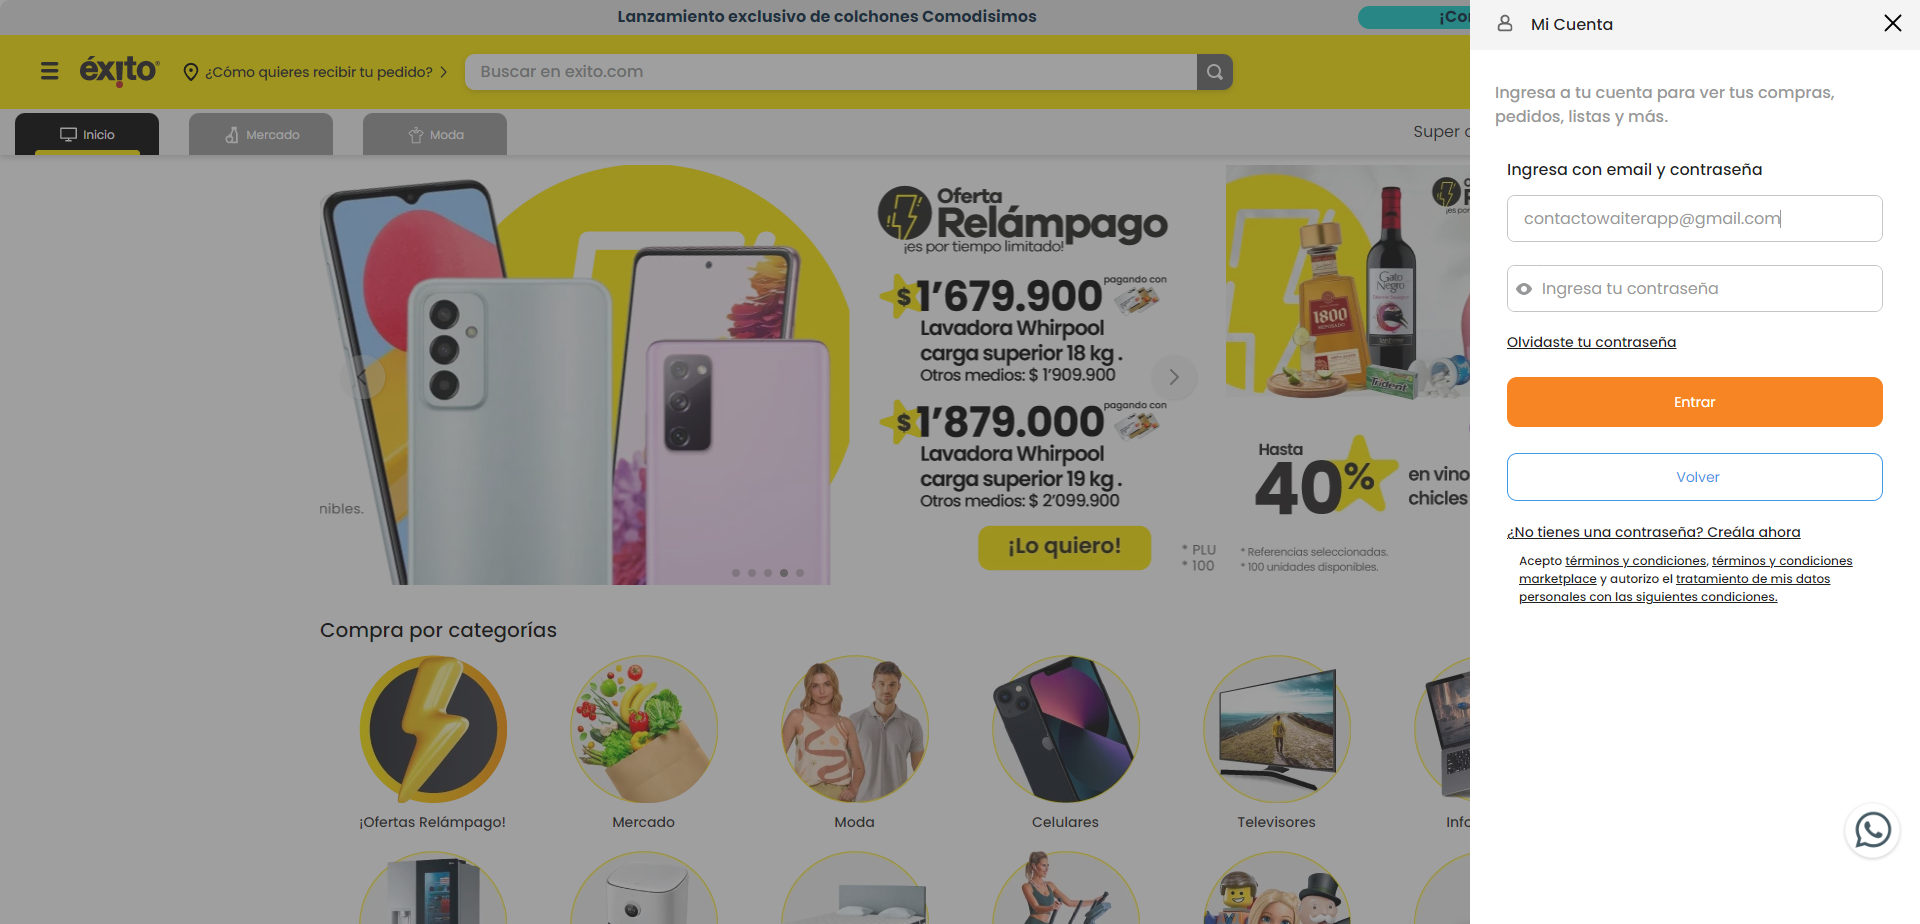 Lanzamiento exclusivo de colchones Comodisimos
éxito
¿Cómo quieres recibir tu pedido?
Buscar en exito.com
Inicio
Mercado
Moda
Super
nibles.
Oferta
Relámpago
¡es por tiempo limitado!
$1'679.900 pagando con
Lavadora Whirpool
carga superior 18 kg.
Otros medios: $ 1'909.900
$1'879.000 pagando con
Lavadora Whirpool
carga superior 19 kg.
Otros medios: $ 2'099.900
¡Lo quiero!
* PLU
* 100
* Referencias seleccionadas.
* 100 unidades disponibles.
1800
Gato
Negro
Trident
Hasta
40%
en vino
chicles
Compra por categorías
¡Ofertas Relámpago!
Mercado
Moda
Celulares
Televisores
Info
Mi Cuenta
Ingresa a tu cuenta para ver tus compras,
pedidos, listas y más.
Ingresa con email y contraseña
contactowaiterapp@gmail.com
Ingresa tu contraseña
Olvidaste tu contraseña
Entrar
Volver
¿No tienes una contraseña? Creála ahora
Acepto términos y condiciones, términos y condiciones
marketplace y autorizo el tratamiento de mis datos
personales con las siguientes condiciones.